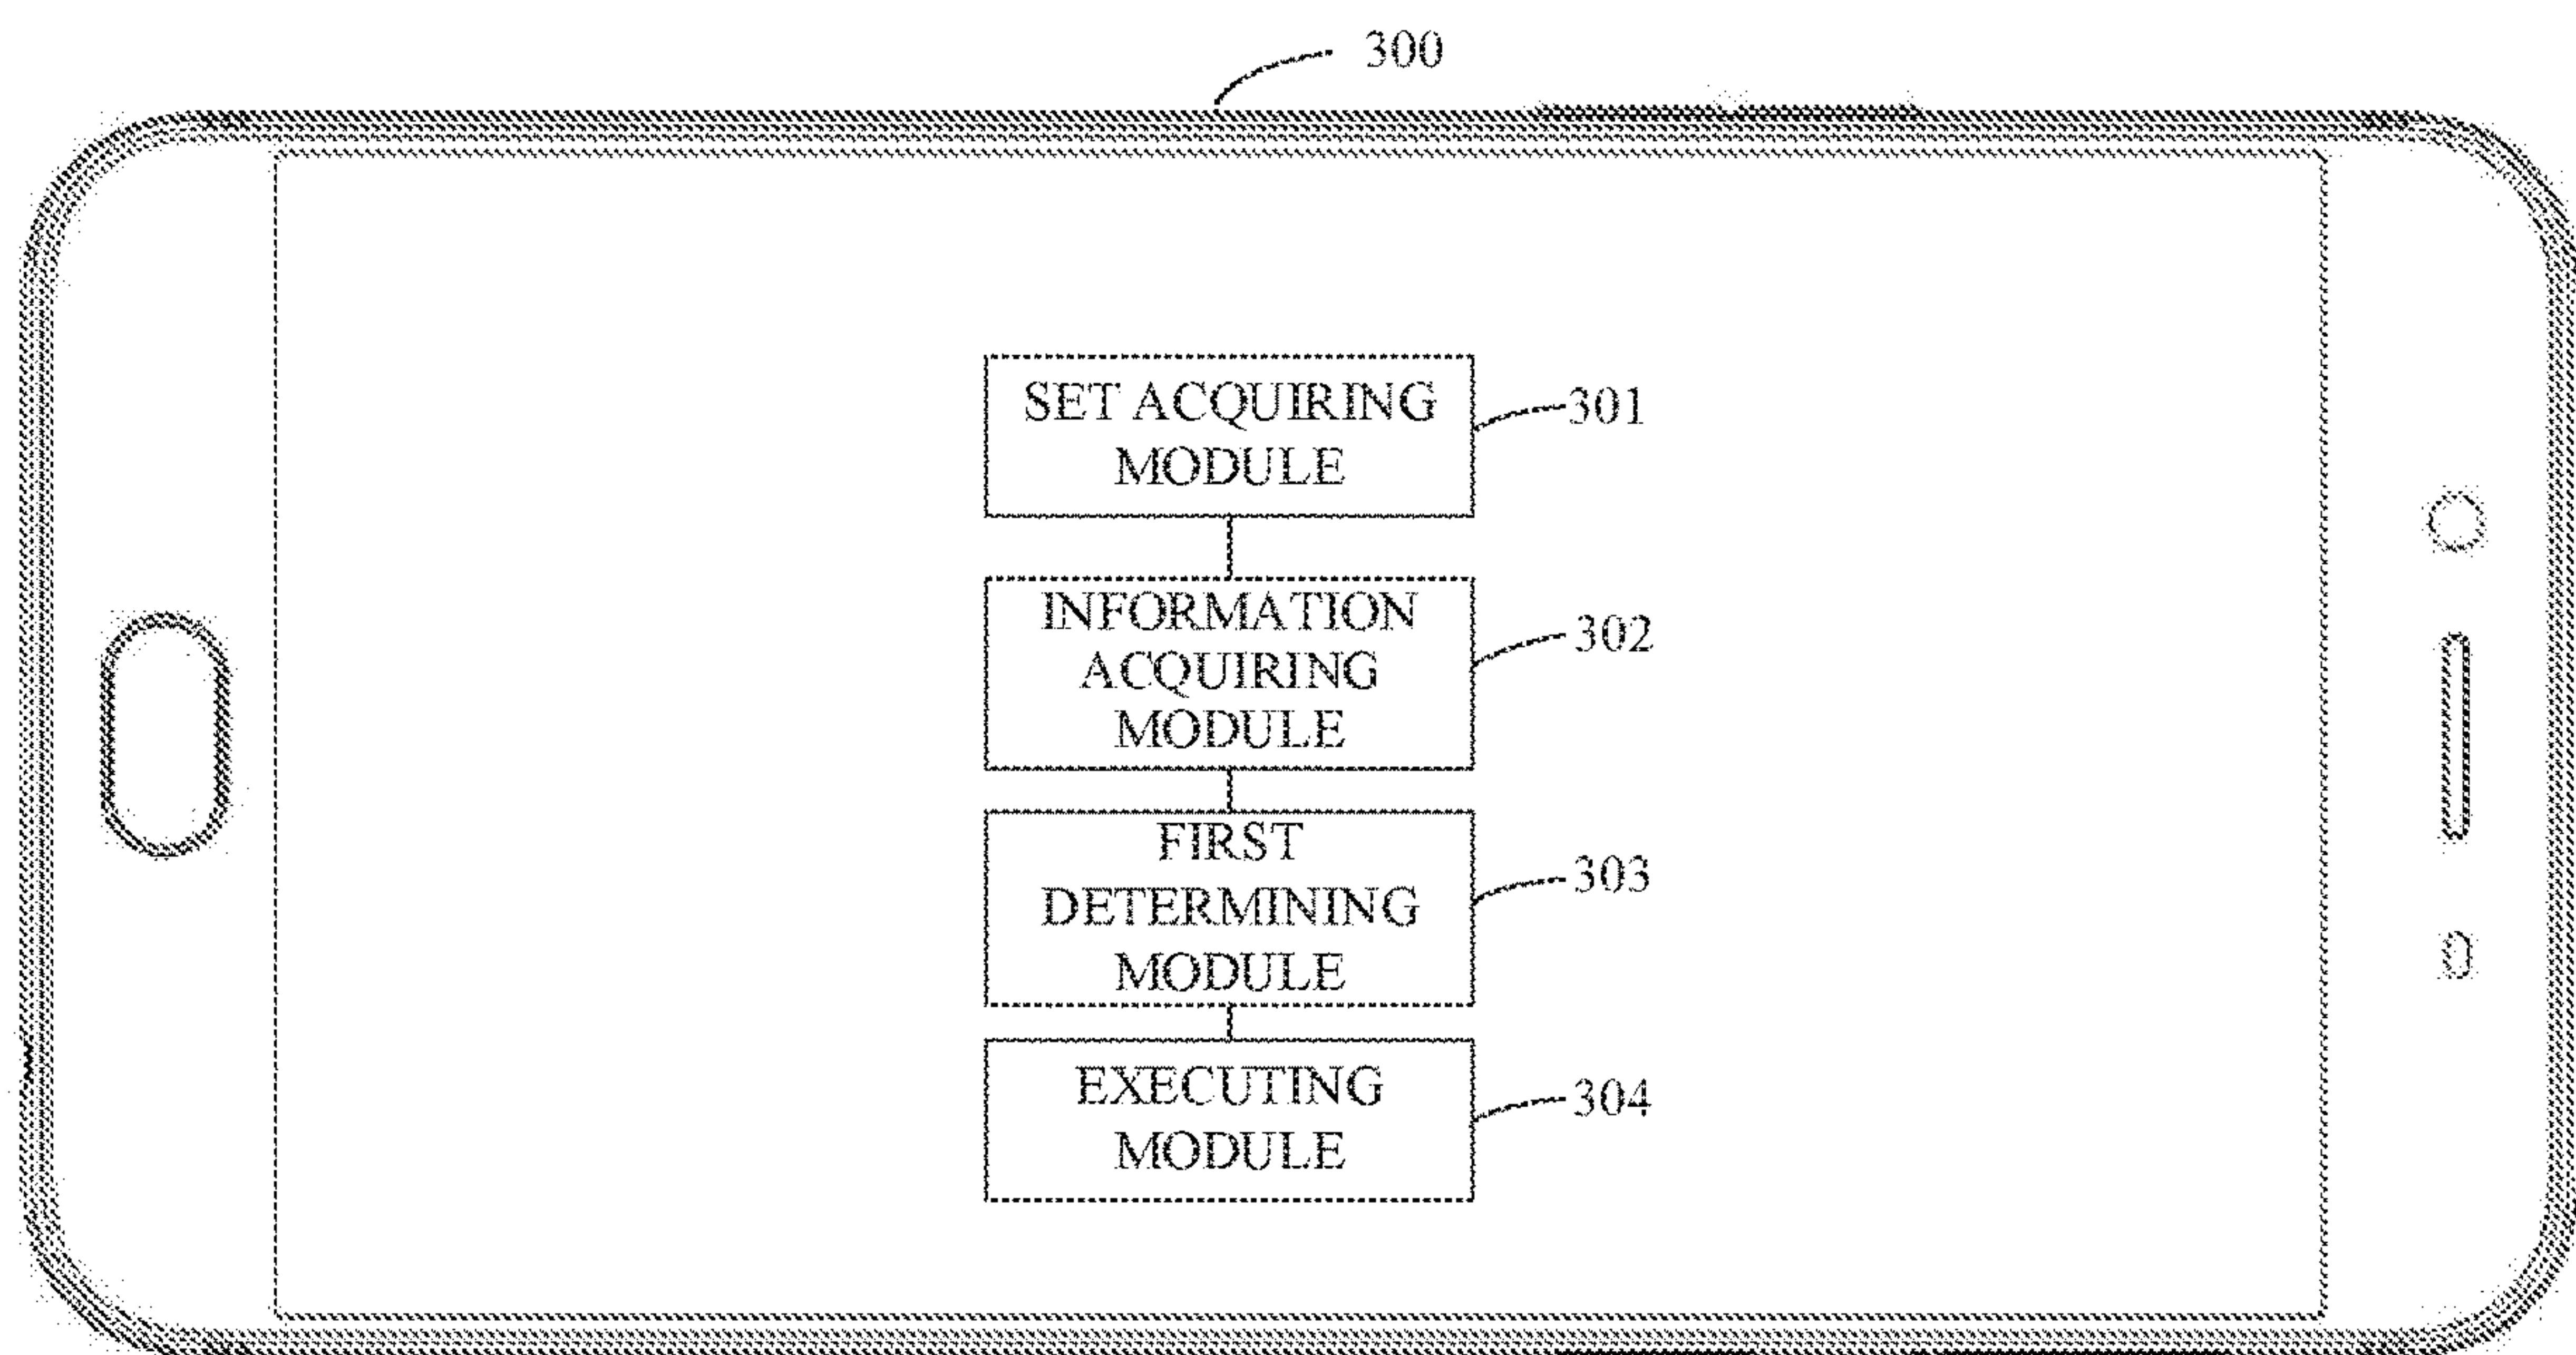 300
SET ACQUIRING
MODULE
301
INFORMATION
ACQUIRING
MODULE
302
FIRST
DETERMINING
MODULE
303
EXECUTING
MODULE
304